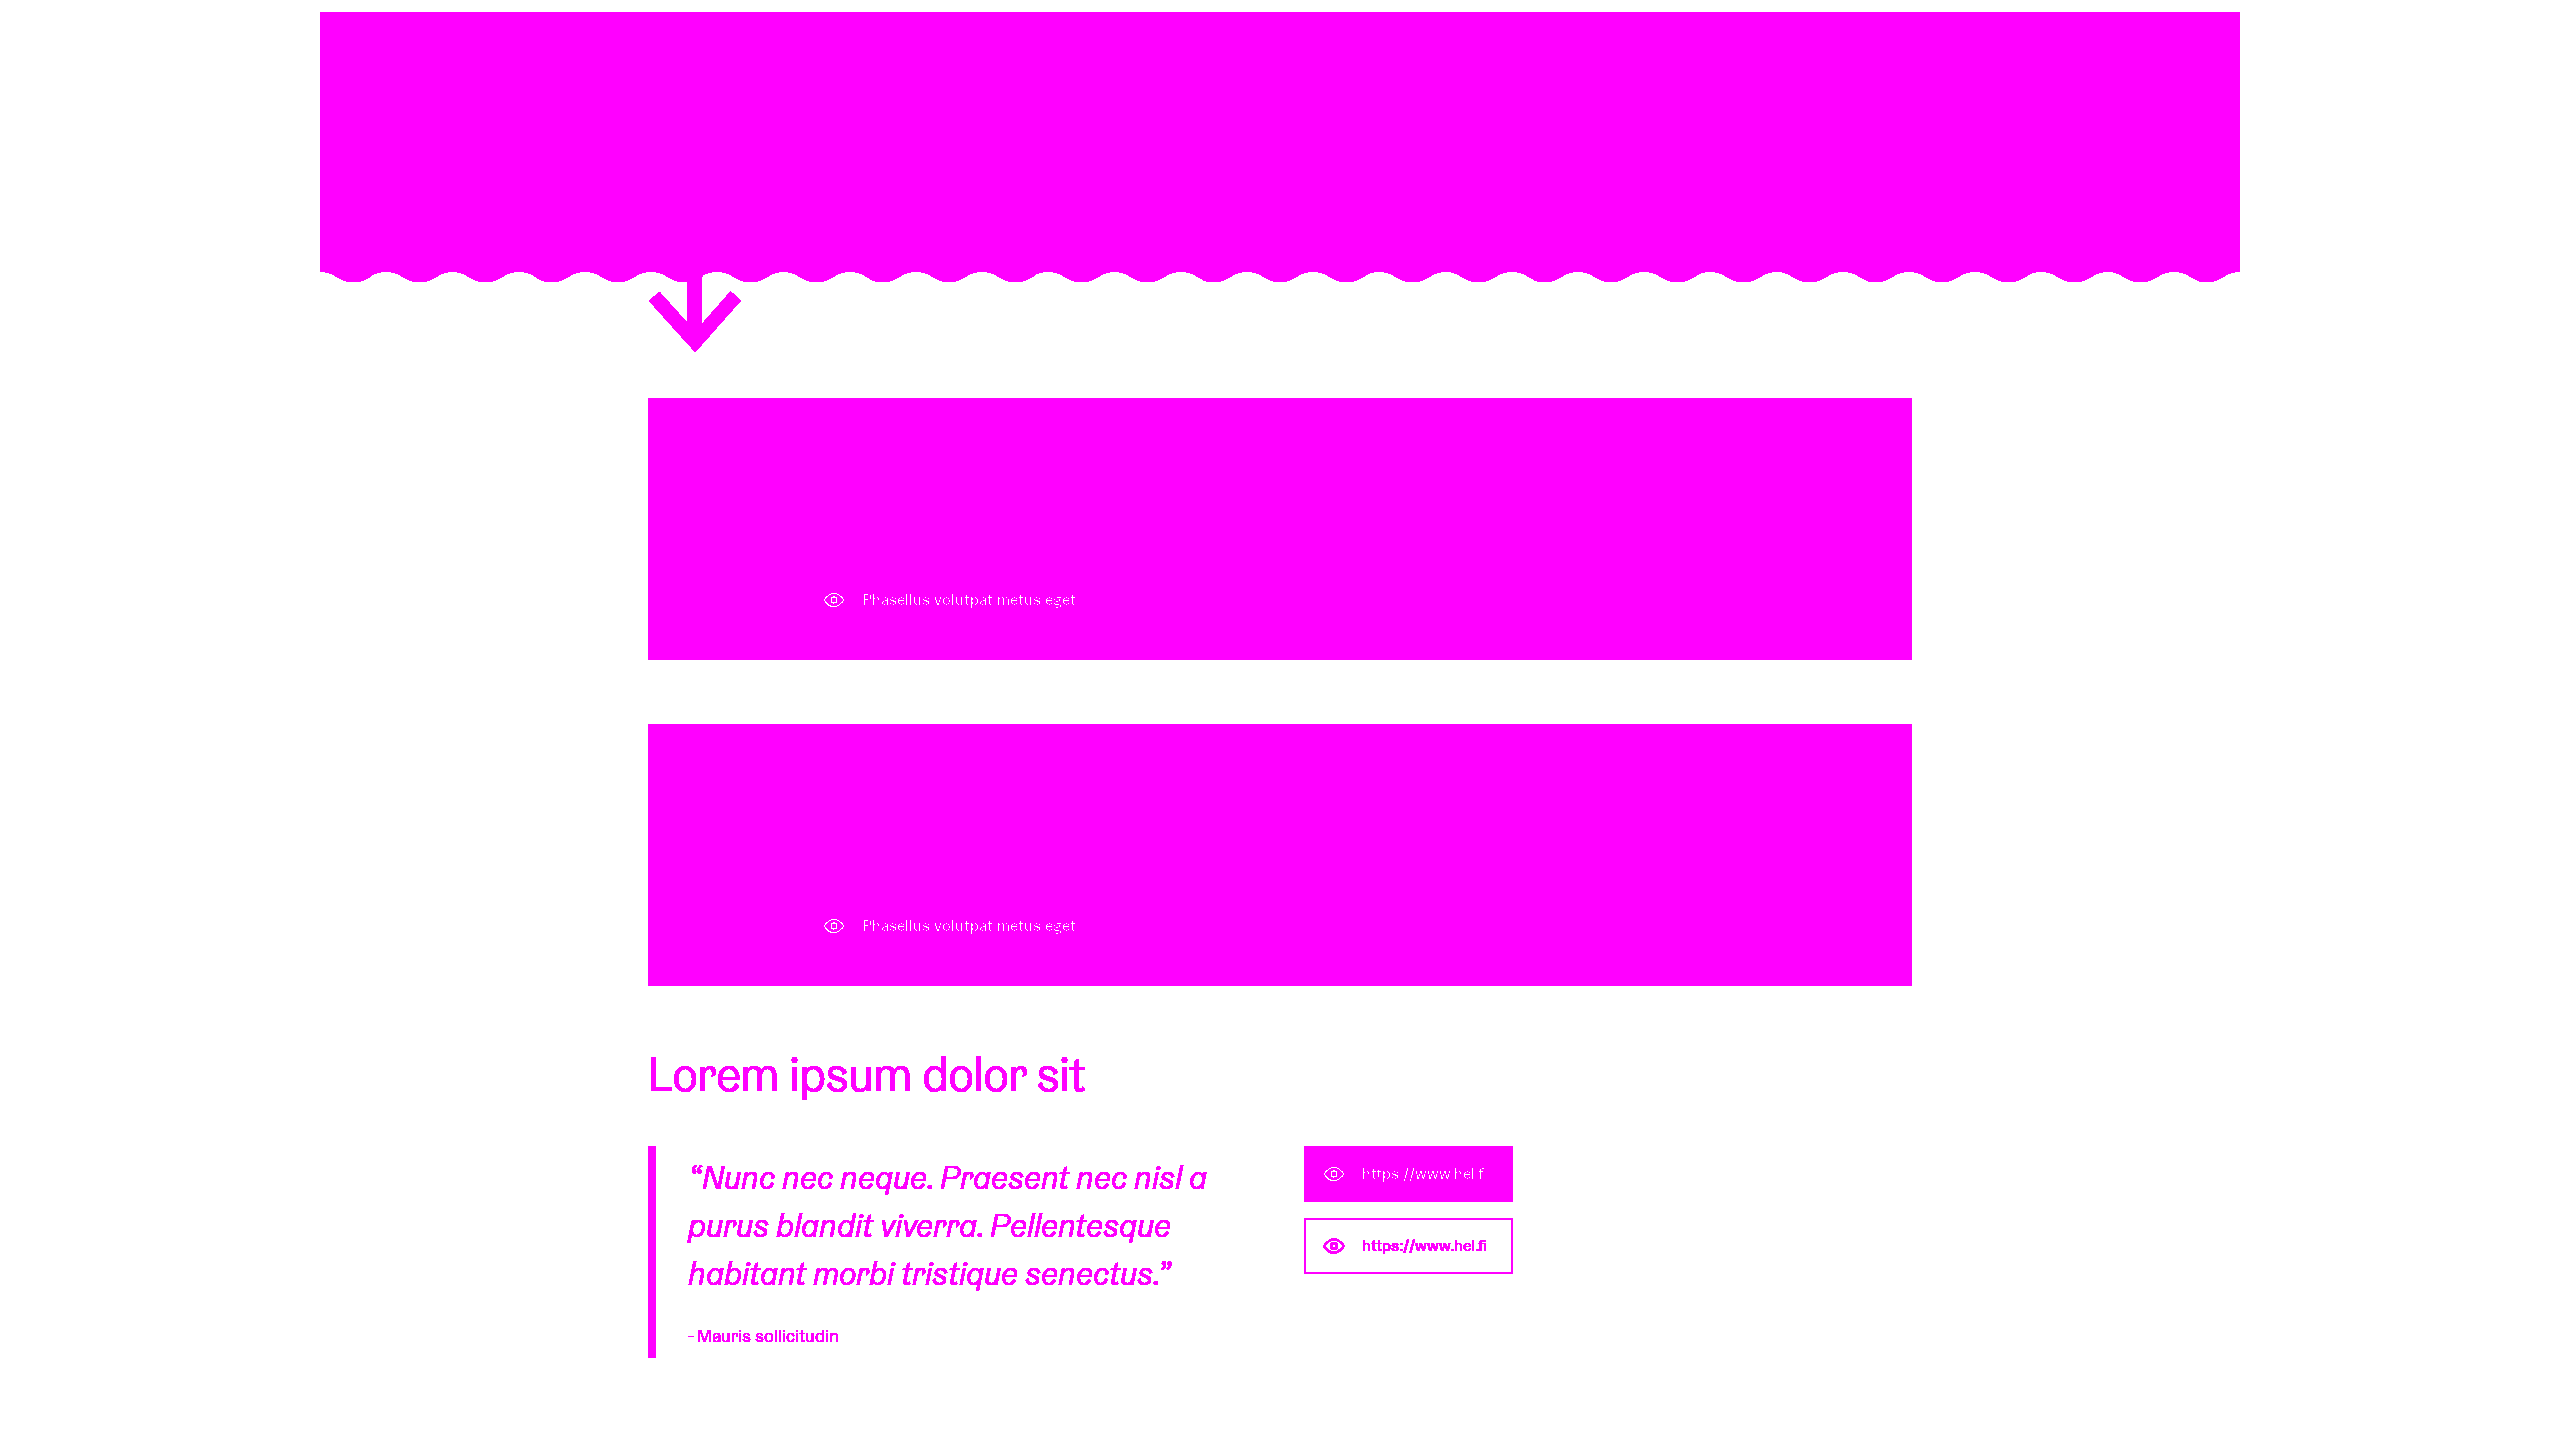 Phasellus volutpat metus eget
Phasellus volutpat metus eget
Lorem ipsum dolor sit
“Nunc nec neque. Praesent nec nisl a
purus blandit viverra. Pellentesque
habitant morbi tristique senectus.”
- Mauris sollicitudin
https://www.hel.fi
https://www.hel.fi